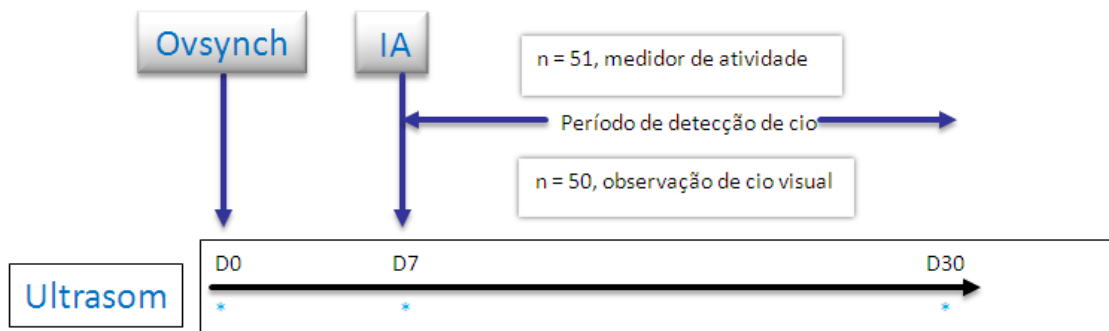 Ovsynch
IA
n = 51, medidor de atividade
Período de detecção de cio
n = 50, observação de cio visual
D0
D7
D30
Ultrasom
* * *